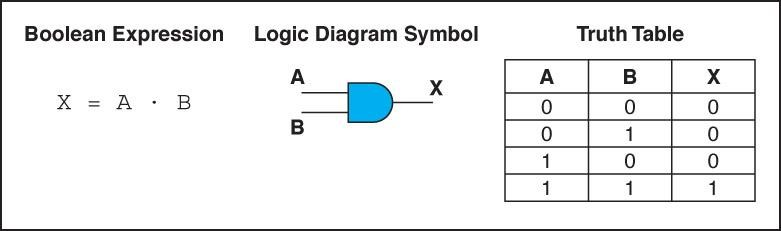 Boolean Expression
Logic Diagram Symbol
Truth Table
X = A · B
A
B
X
A B X
0 0 0
0 1 0
1 0 0
1 1 1